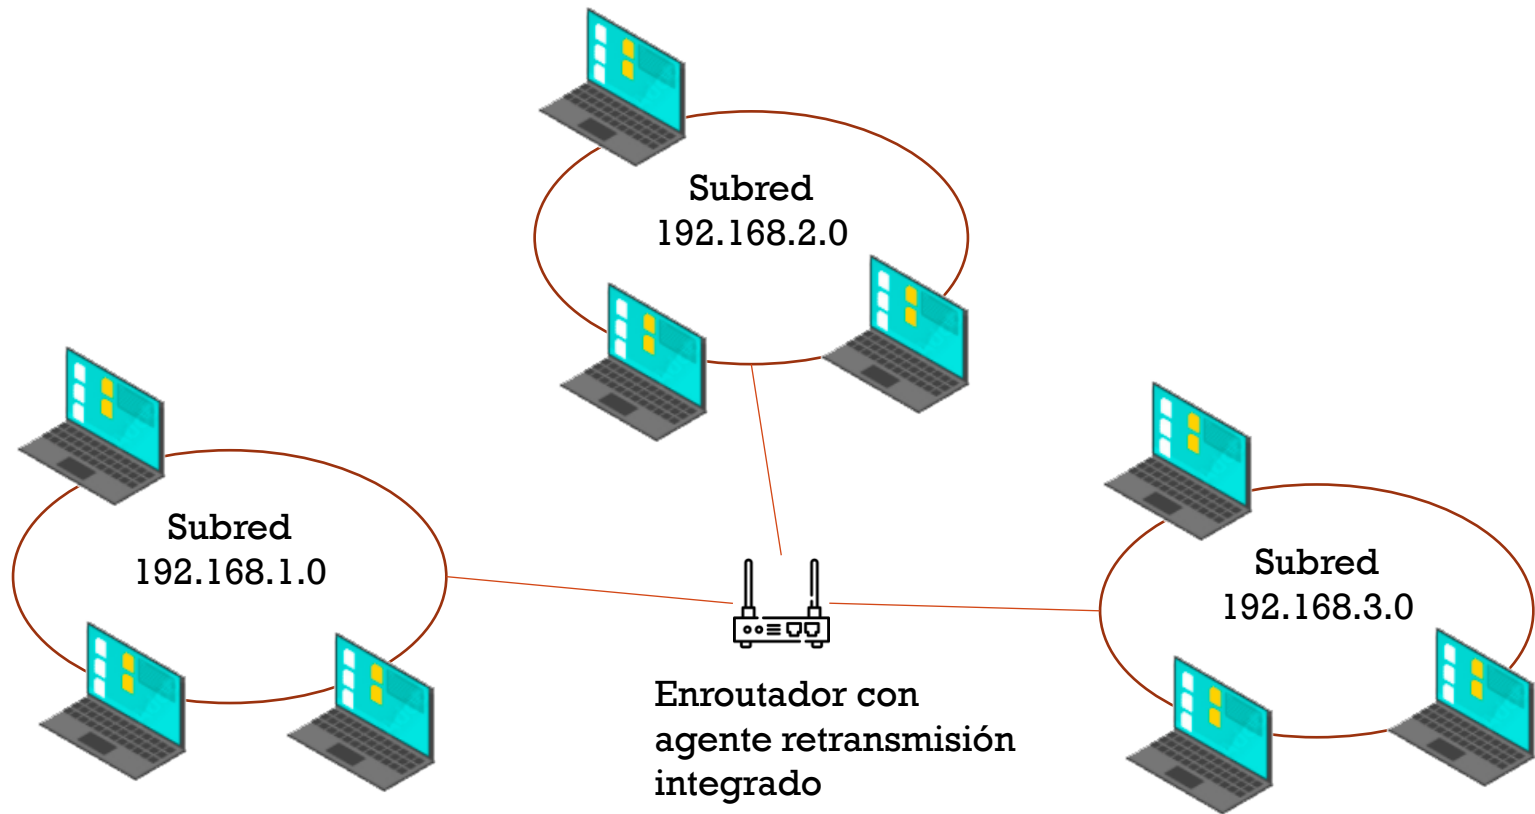 Subred
192.168.2.0
Subred
192.168.1.0
Subred
192.168.3.0
Enroutador con
agente retransmisión
integrado